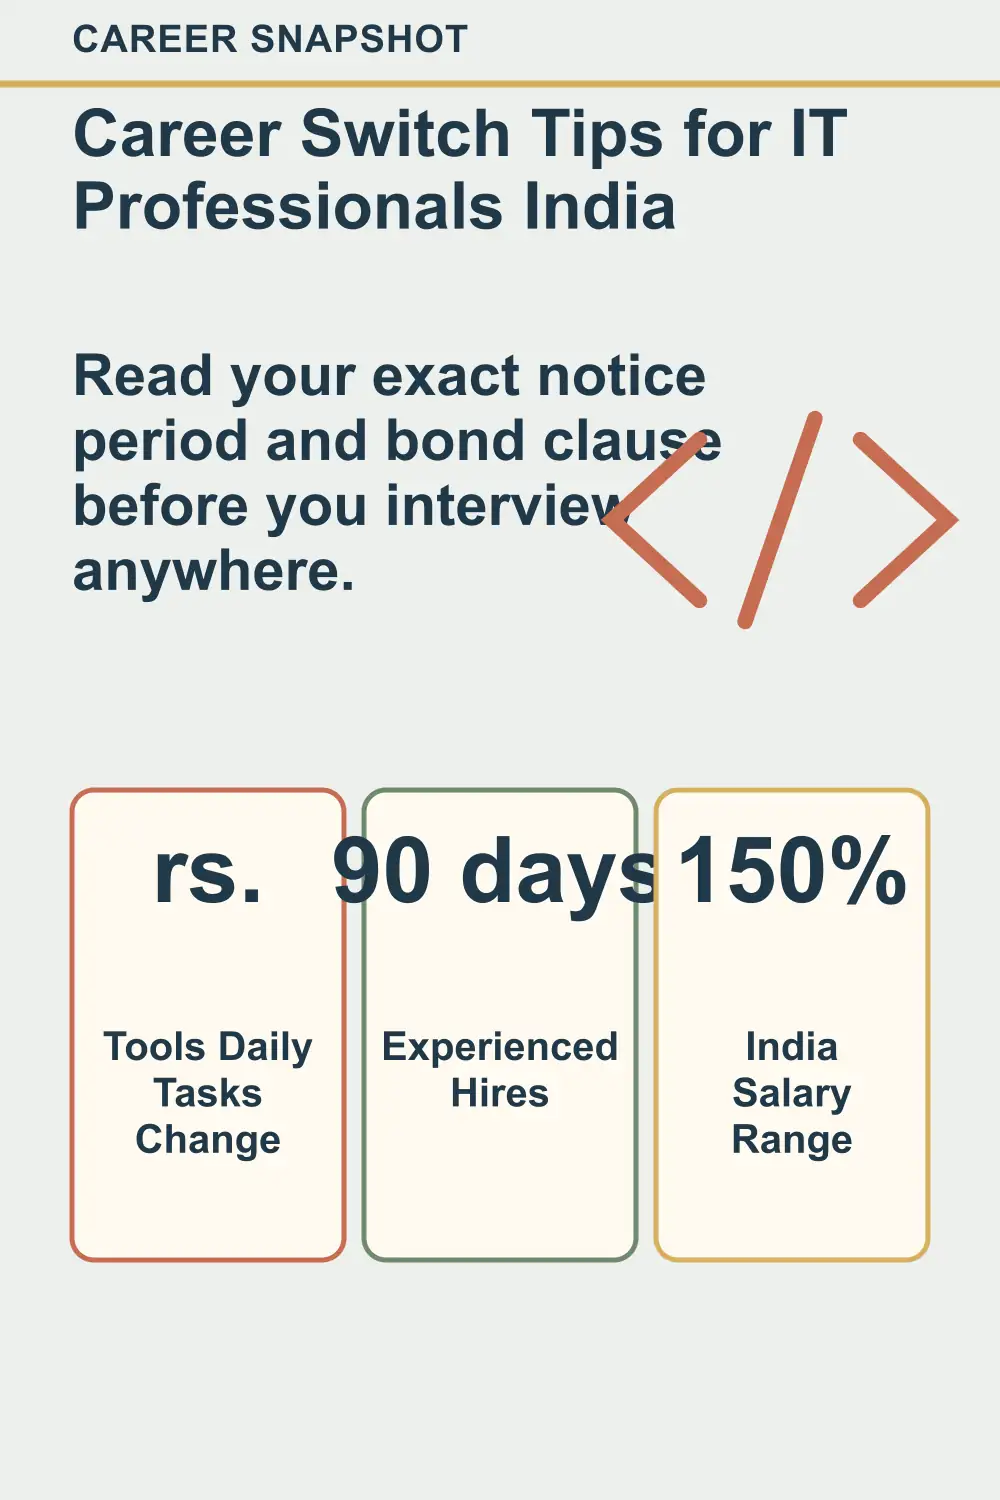 CAREER SNAPSHOT
Career Switch Tips for IT
Professionals India
Read your exact notice
period and bond clause
before you interview
anywhere.
rs.
Tools Daily
Tasks
Change
90 days
Experienced
Hires
150%
India
Salary
Range